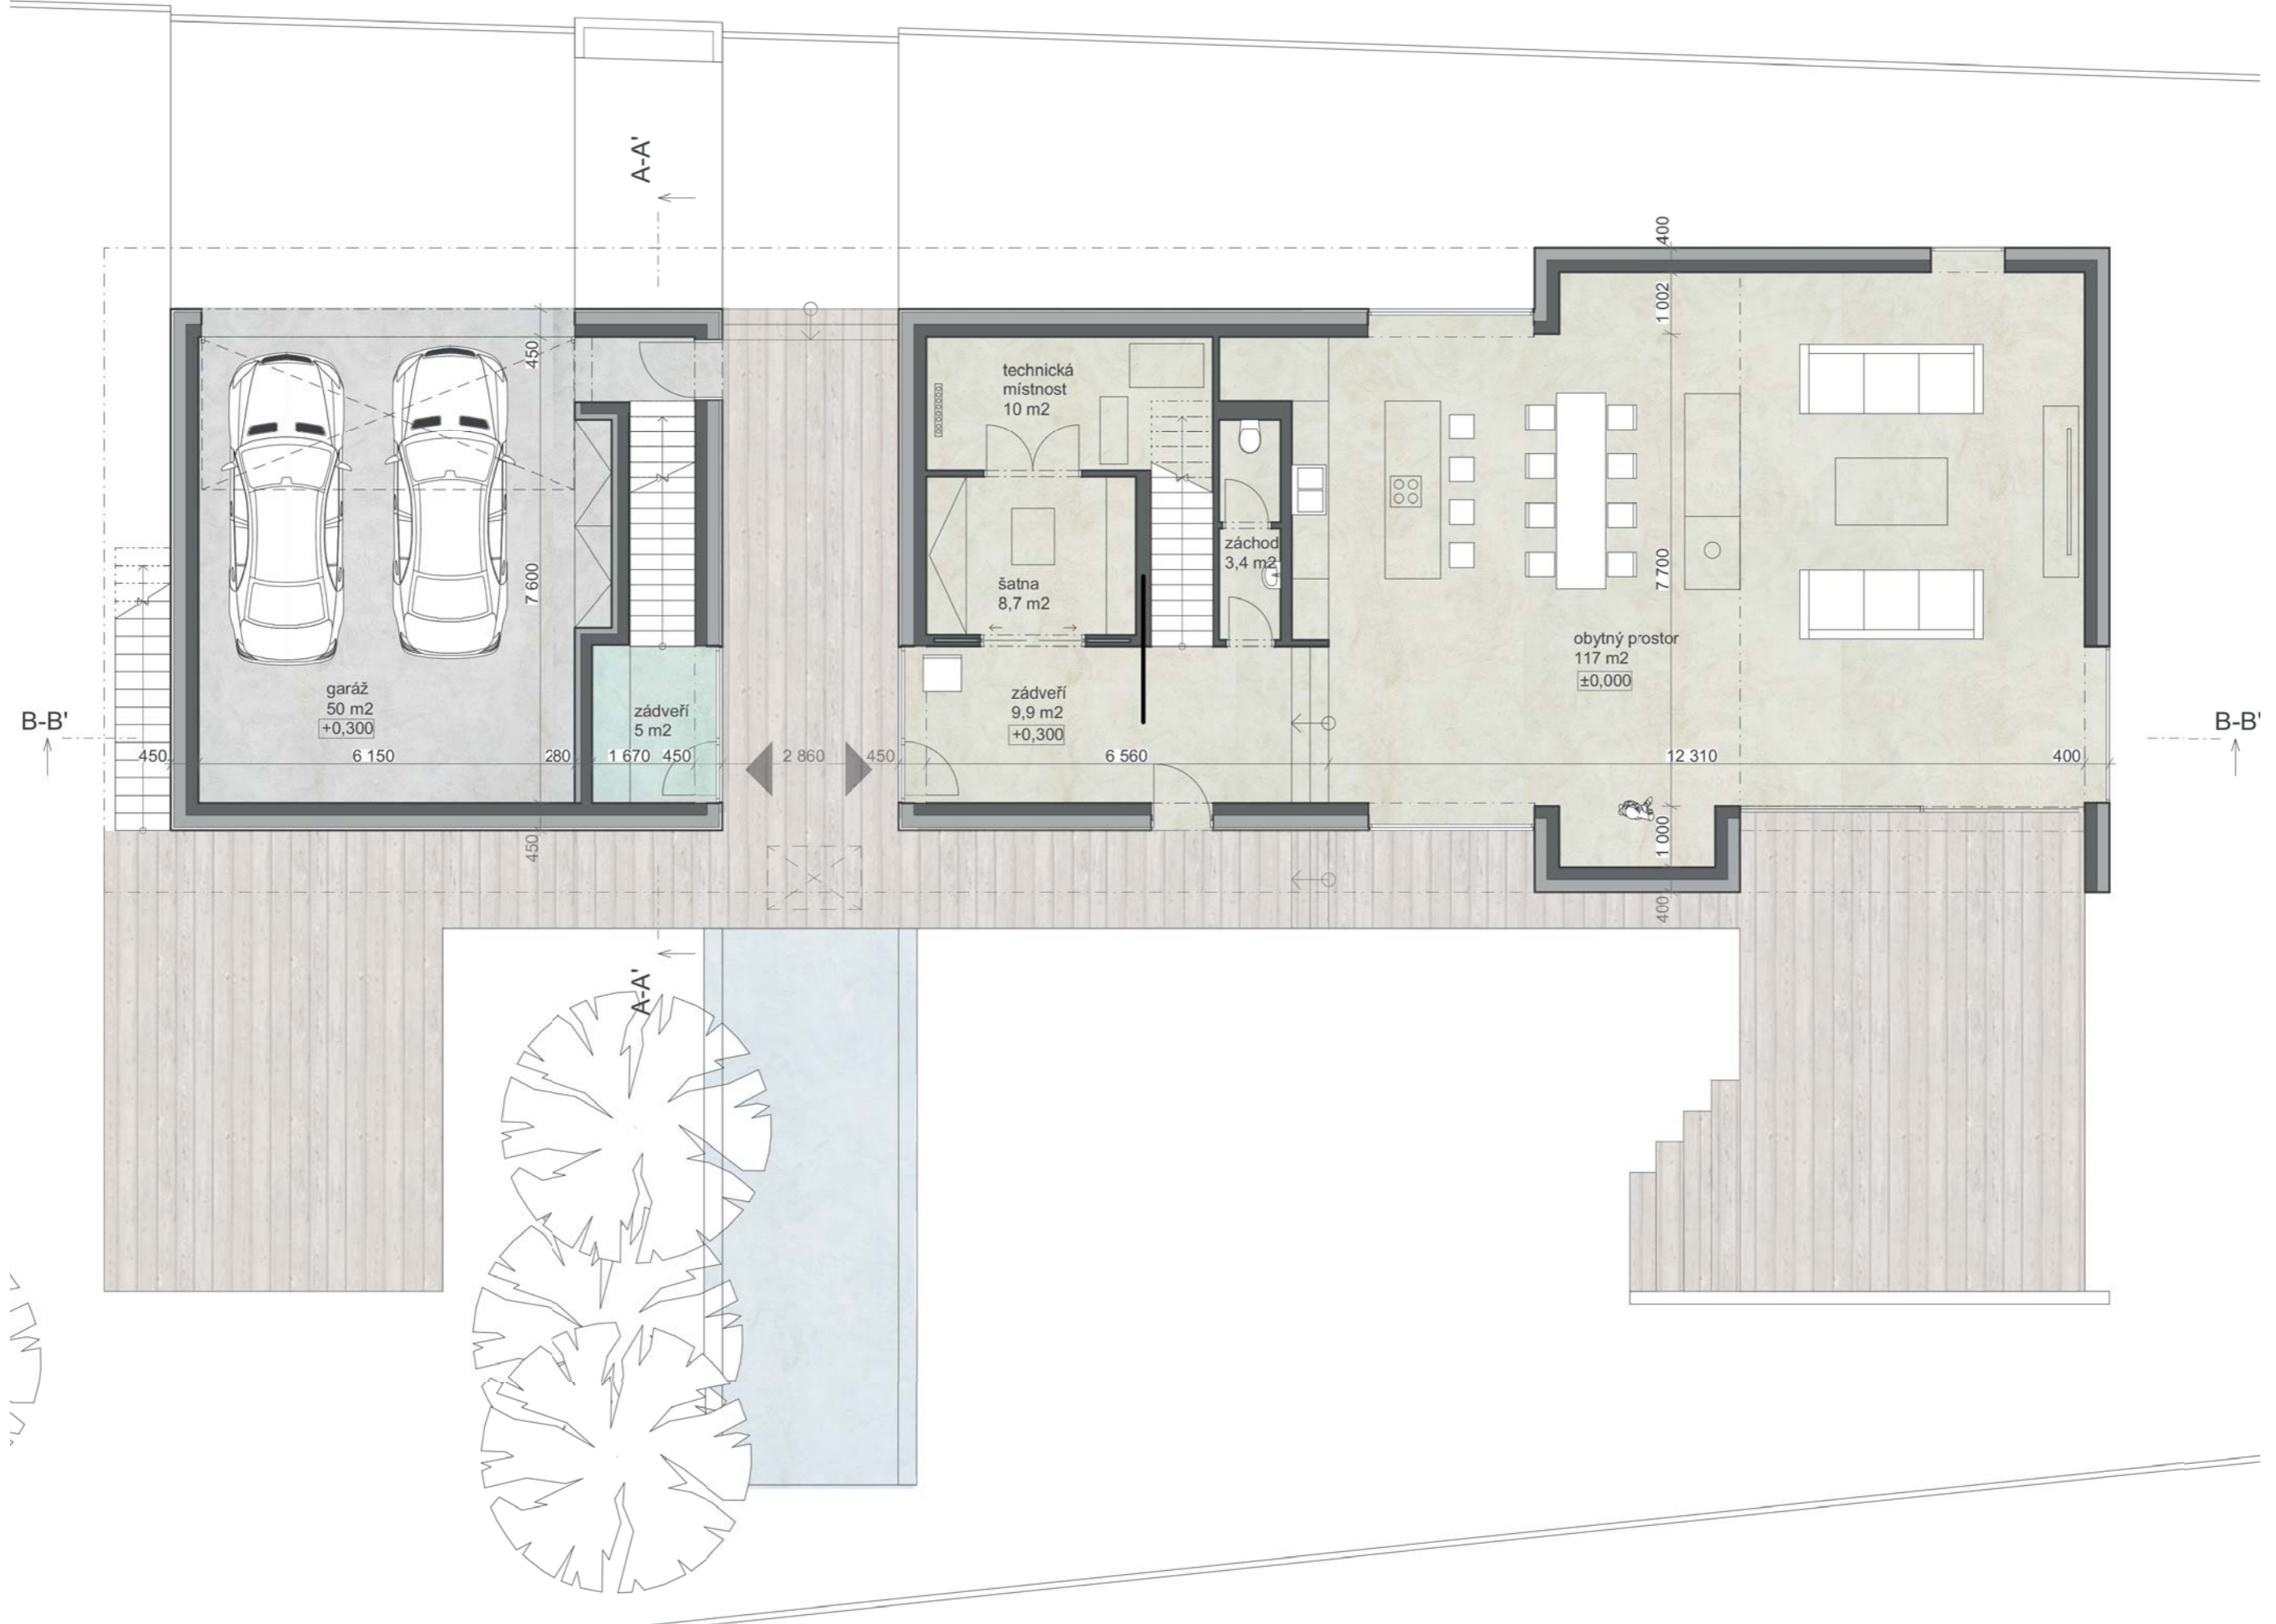 A-A'
400
1 002
450
technická
místnost
10 m2
7 600
šatna
8,7 m2
záchod
3,4 m2
7 700
obytný prostor
117 m2
±0,000
garáž
50 m2
+0,300
zádveří
5 m2
zádveří
9,9 m2
+0,300
B-B'
B-B'
450
6 150
280
1 670
450
2 860
450
6 560
12 310
400
450
1 000
400
A-A'